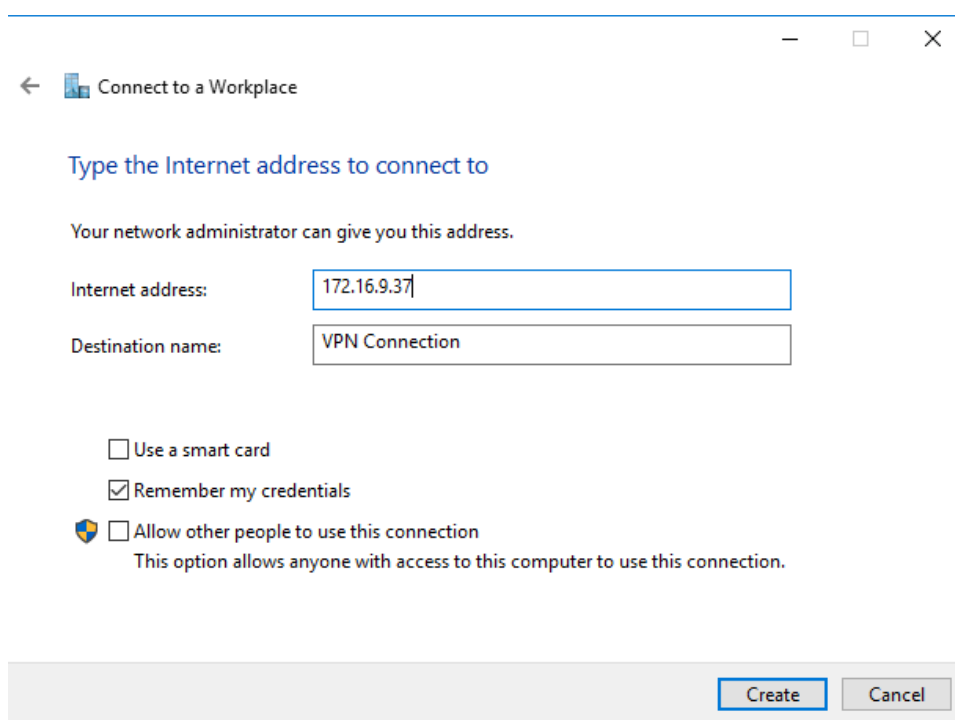 Connect to a Workplace
Type the Internet address to connect to
Your network administrator can give you this address.
Internet address: 172.16.9.37
Destination name: VPN Connection
Use a smart card
Remember my credentials
Allow other people to use this connection
This option allows anyone with access to this computer to use this connection.
Create Cancel